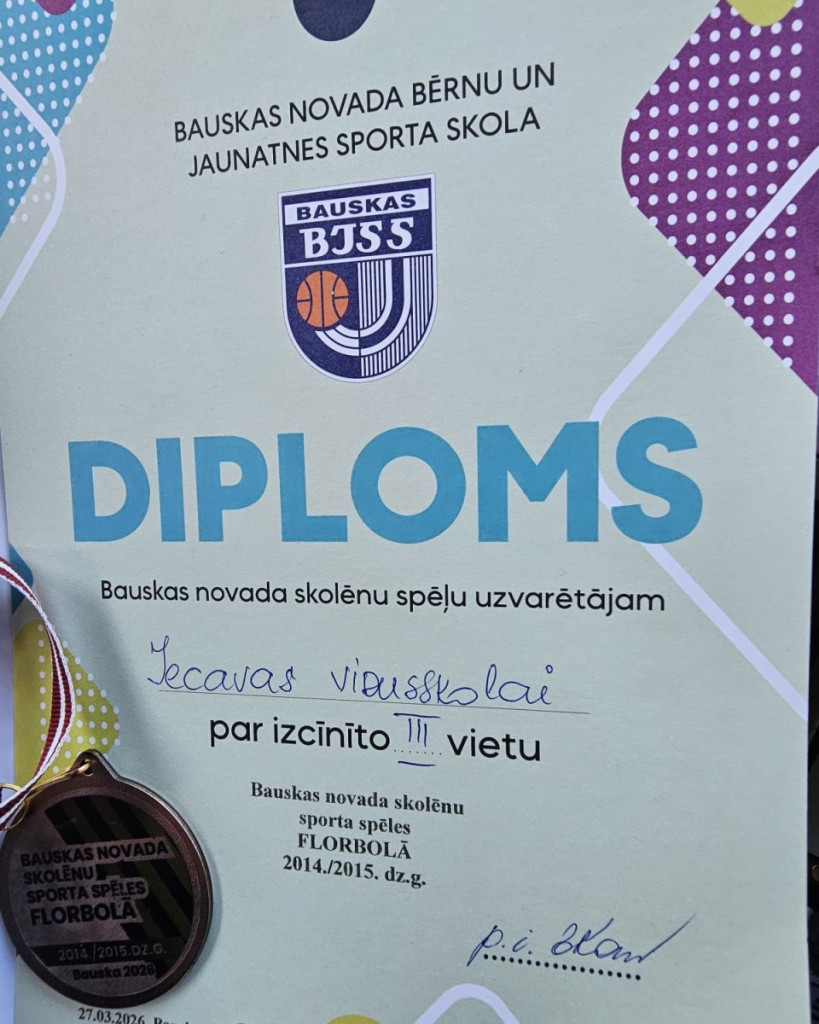 BAUSKAS NOVADA BĒRNU UN
JAUNATNES SPORTA SKOLA
BAUSKAS
BJSS
DIPLOMS
Bauskas novada skolēnu spēļu uzvarētājam
Iecavas vidusskolai
par izcīnīto III vietu
Bauskas novada skolēnu
sporta spēles
FLORBOLĀ
2014./2015. dz.g.
p.i.
BAUSKAS NOVADA
SKOLĒNU
SPORTA SPĒLES
FLORBOLĀ
2014./2015.DZ.G.
Bauska 2026
27.03.2026